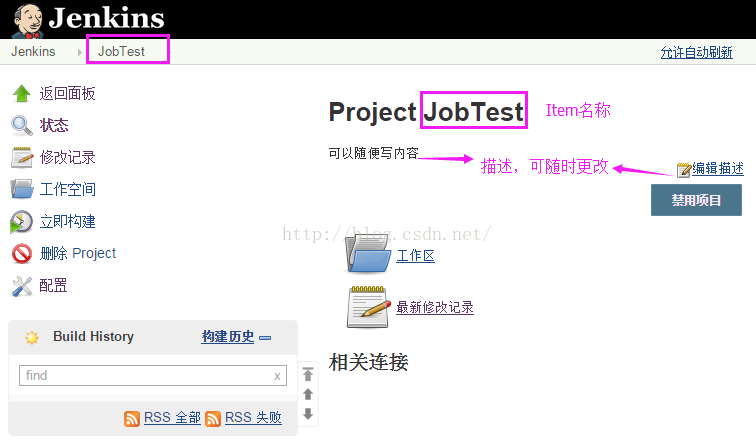 Jenkins
Jenkins JobTest 允许自动刷新
返回面板
状态
修改记录
工作空间
立即构建
删除 Project
配置
Build History 构建历史
find x
RSS 全部 RSS 失败
Project JobTest Item名称
可以随便写内容 描述，可随时更改 编辑描述
禁用项目
http://blog.csdn.net/
工作区
最新修改记录
相关连接